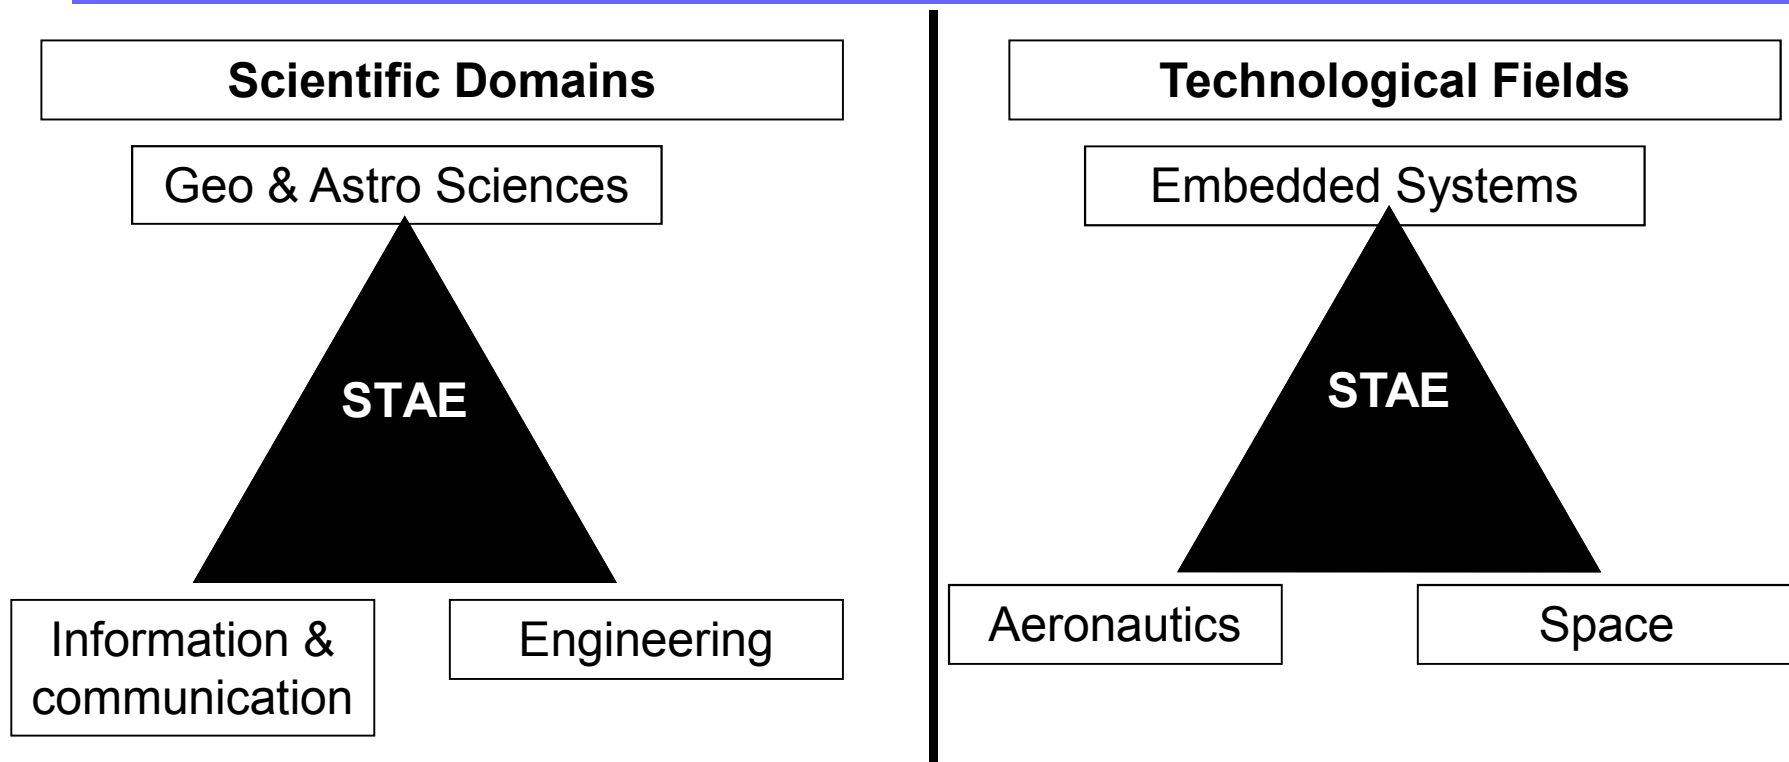 Scientific Domains
Geo & Astro Sciences
STAE
Information &
communication
Engineering
Technological Fields
Embedded Systems
STAE
Aeronautics
Space